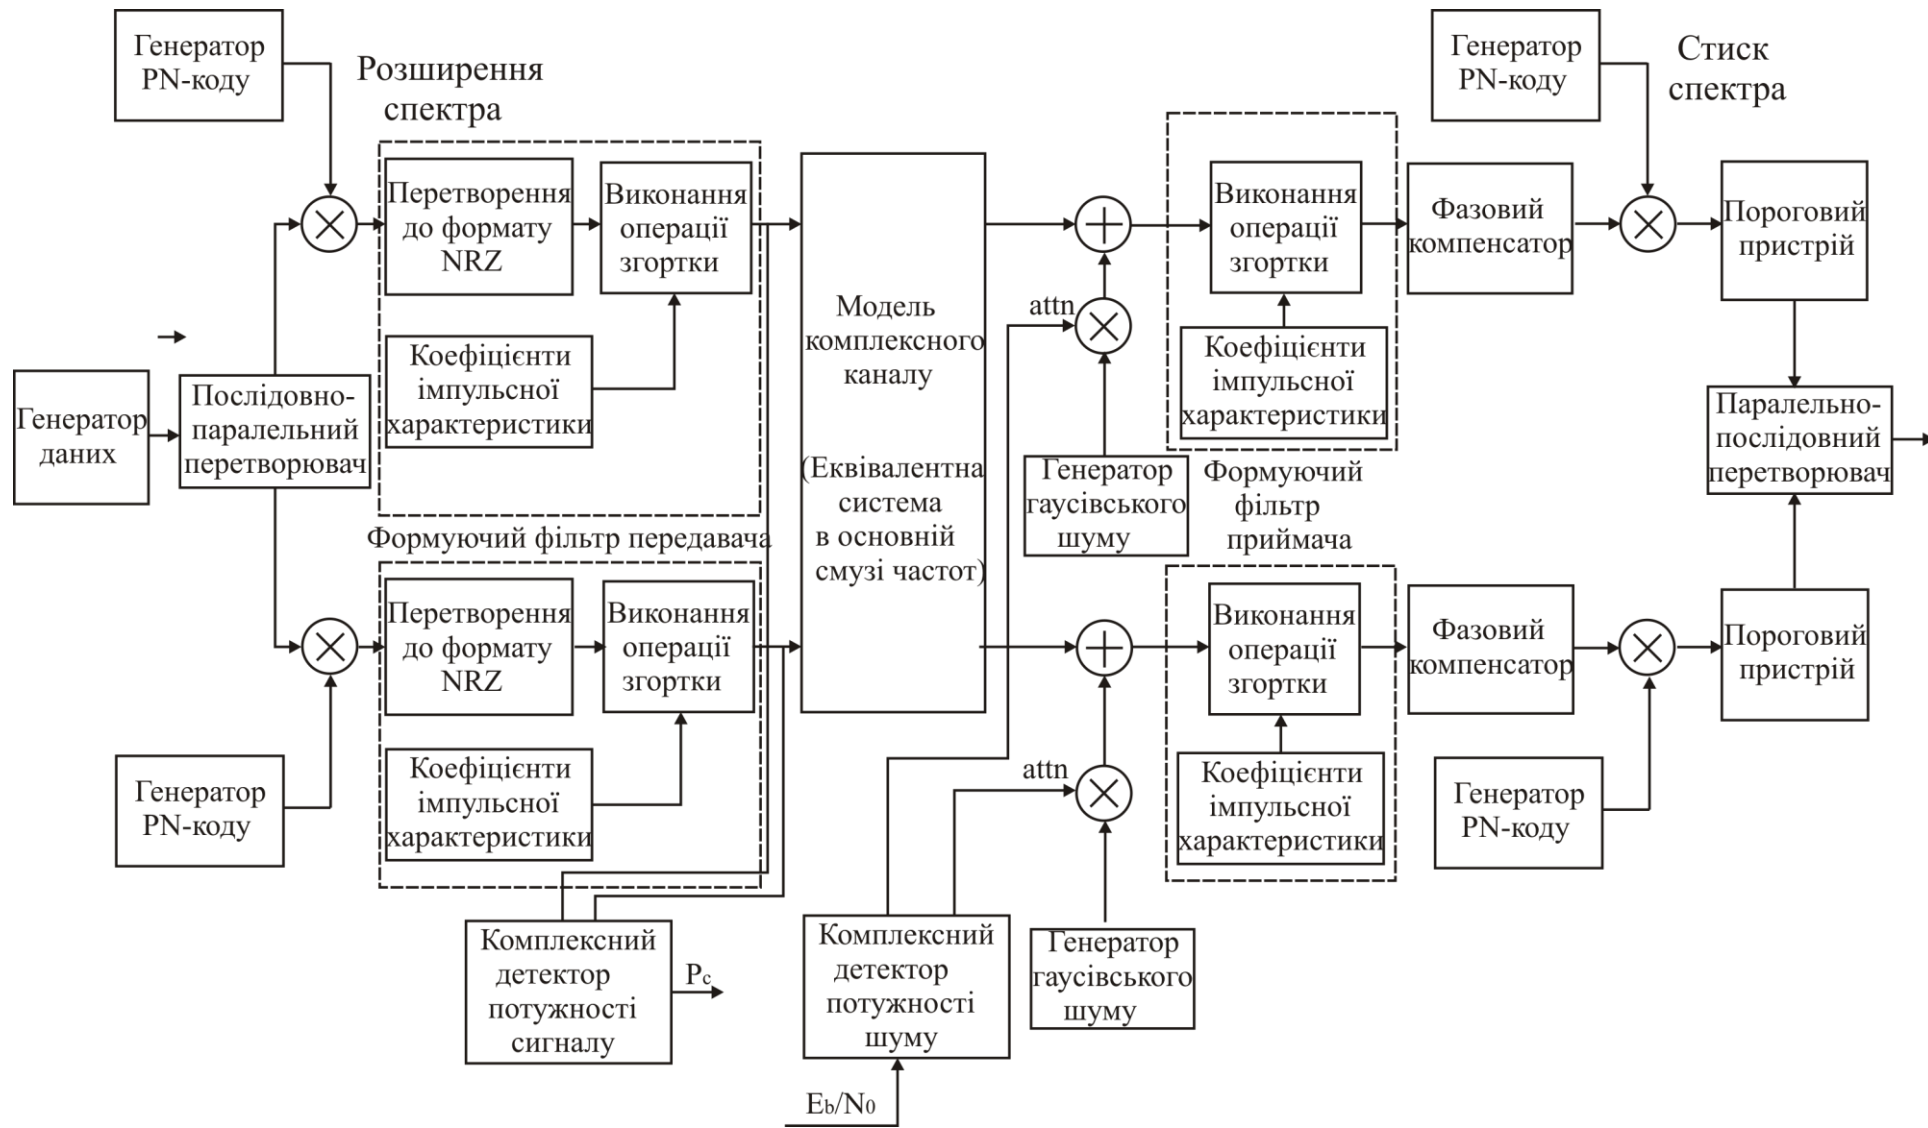 Генератор
PN-коду
Розширення
спектра
Генератор
PN-коду
Стиск
спектра
Перетворення
до формату
NRZ
Виконання
операції
згортки
Коефіцієнти
імпульсної
характеристики
Генератор
даних
Послідовно-
паралельний
перетворювач
Формуючий фільтр передавача
Перетворення
до формату
NRZ
Виконання
операції
згортки
Коефіцієнти
імпульсної
характеристики
Генератор
PN-коду
Комплексний
детектор
потужності
сигналу
Pс
Модель
комплексного
каналу
(Еквівалентна
система
в основній
смузі частот)
attn
Генератор
гаусівського
шуму
attn
Генератор
гаусівського
шуму
Комплексний
детектор
потужності
шуму
Eb/N0
Виконання
операції
згортки
Коефіцієнти
імпульсної
характеристики
Формуючий
фільтр
приймача
Виконання
операції
згортки
Коефіцієнти
імпульсної
характеристики
Фазовий
компенсатор
Пороговий
пристрій
Паралельно-
послідовний
перетворювач
Фазовий
компенсатор
Пороговий
пристрій
Генератор
PN-коду